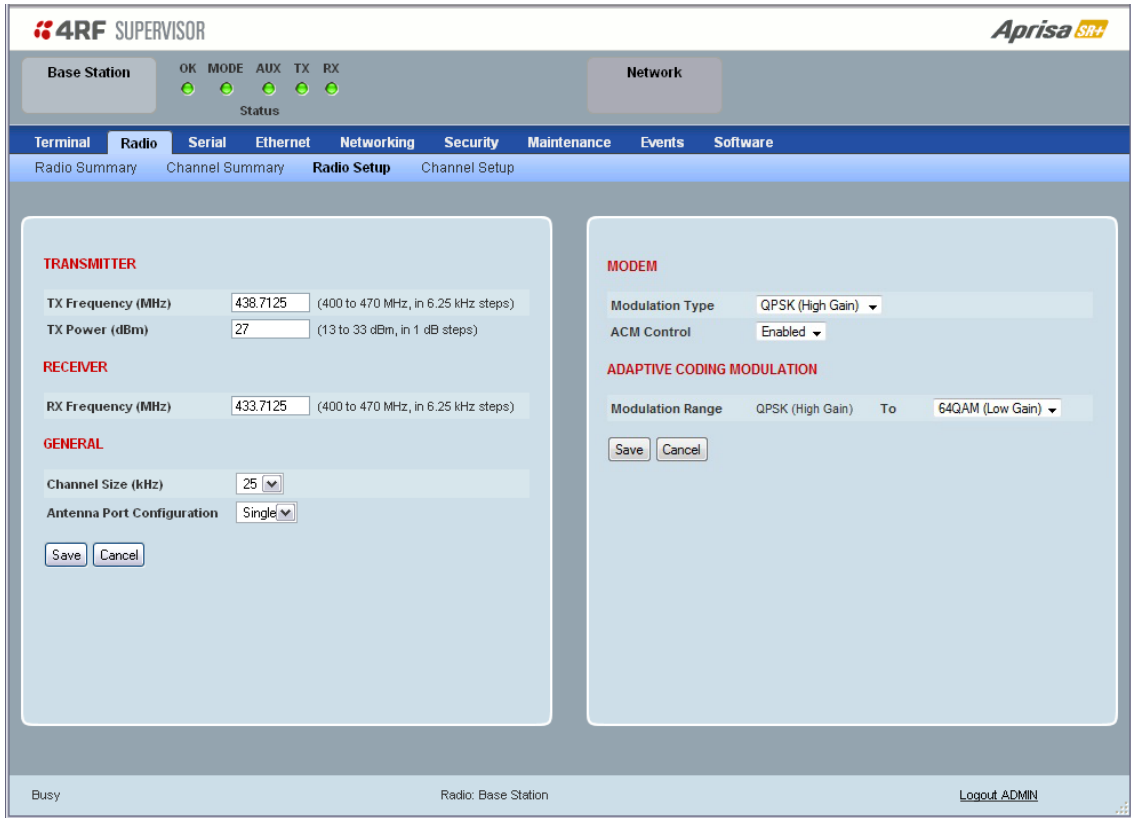 4RF SUPERVISOR
Aprisa SR+
Base Station
OK MODE AUX TX RX
Status
Network
Terminal Radio Serial Ethernet Networking Security Maintenance Events Software
Radio Summary Channel Summary Radio Setup Channel Setup
TRANSMITTER
TX Frequency (MHz) 438.7125 (400 to 470 MHz, in 6.25 kHz steps)
TX Power (dBm) 27 (13 to 33 dBm, in 1 dB steps)
RECEIVER
RX Frequency (MHz) 433.7125 (400 to 470 MHz, in 6.25 kHz steps)
GENERAL
Channel Size (kHz) 25
Antenna Port Configuration Single
Save Cancel
MODEM
Modulation Type QPSK (High Gain)
ACM Control Enabled
ADAPTIVE CODING MODULATION
Modulation Range QPSK (High Gain) To 64QAM (Low Gain)
Save Cancel
Busy
Radio: Base Station
Logout ADMIN